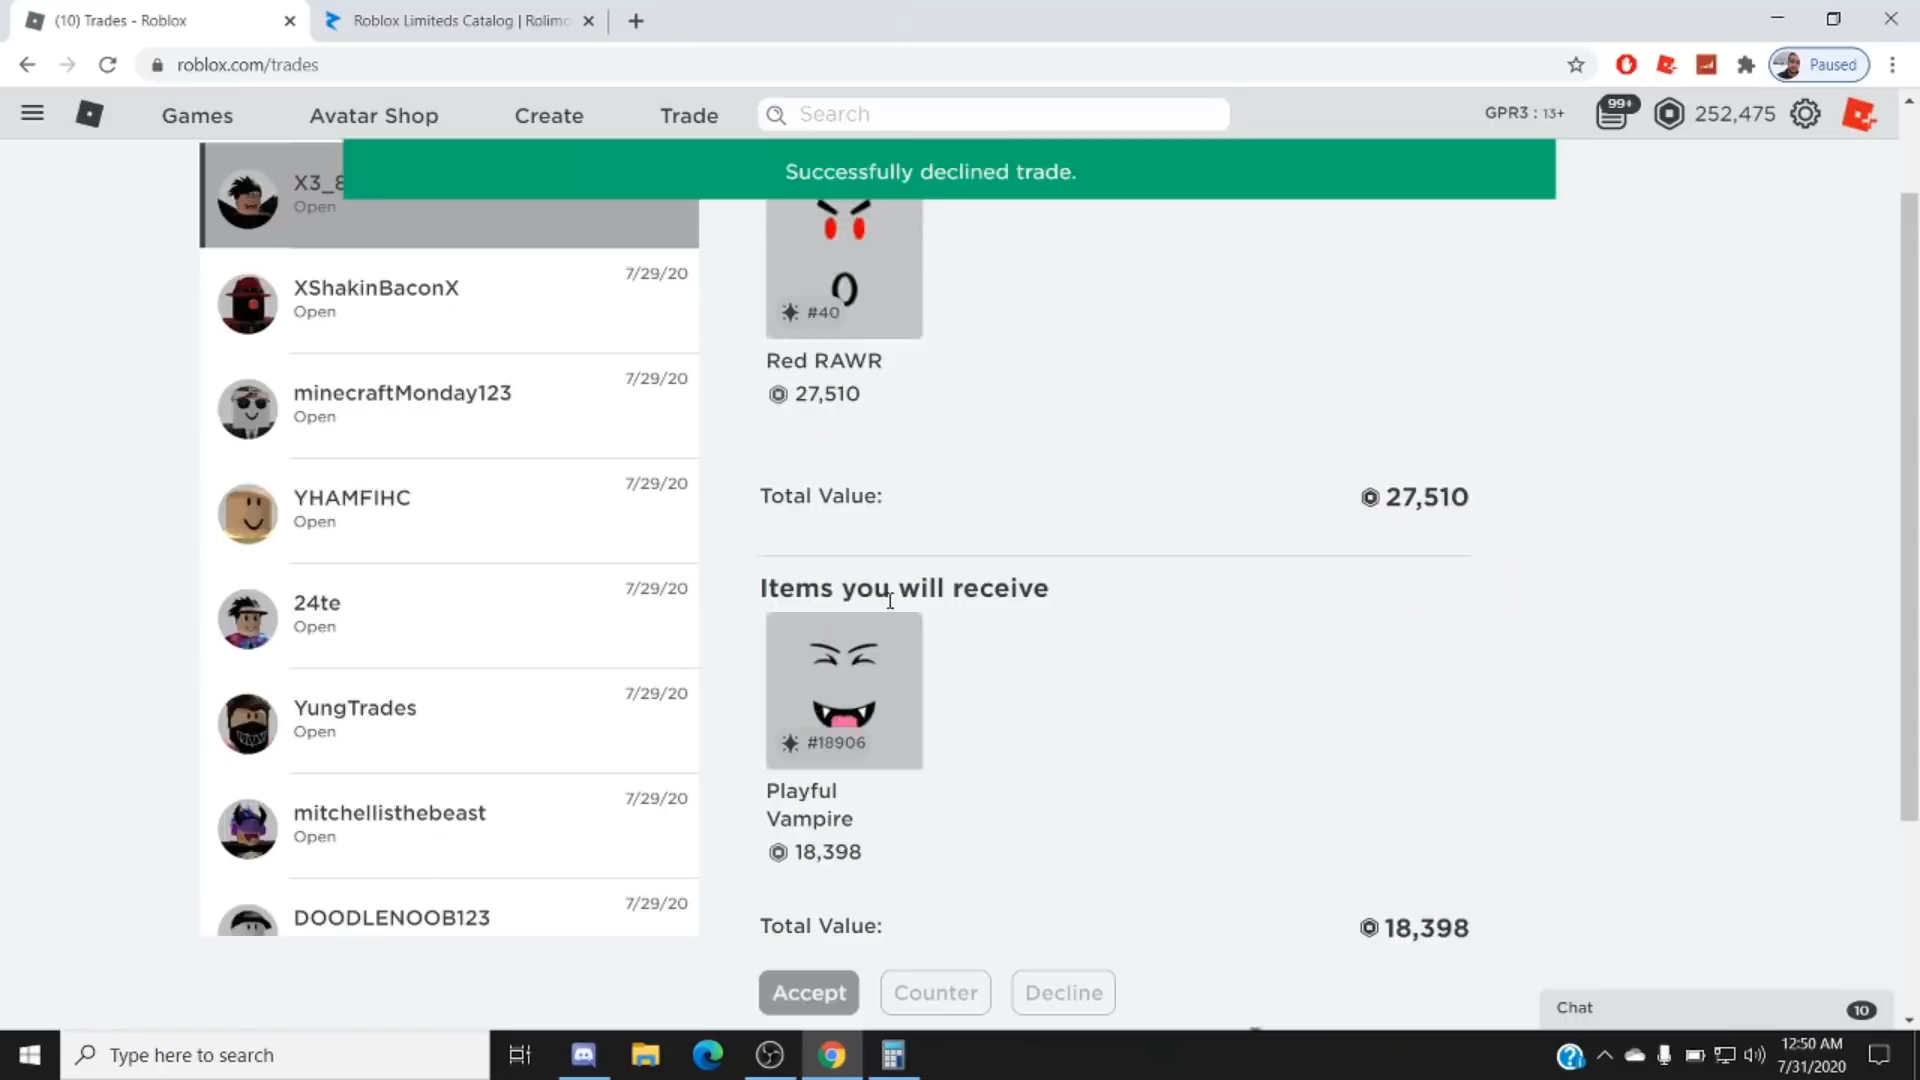 (10) Trades - Roblox
Roblox Limiteds Catalog | Rolimo
roblox.com/trades
Paused
Games
Avatar Shop
Create
Trade
Search
GPR3 : 13+
99+
252,475
Successfully declined trade.
X3_8
Open
XShakinBaconX
7/29/20
Open
minecraftMonday123
7/29/20
Open
YHAMFIHC
7/29/20
Open
24te
7/29/20
Open
YungTrades
7/29/20
Open
mitchellisthebeast
7/29/20
Open
DOODLENOOB123
7/29/20
#40
Red RAWR
27,510
Total Value:
27,510
Items you will receive
#18906
Playful
Vampire
18,398
Total Value:
18,398
Accept
Counter
Decline
Chat
10
Type here to search
12:50 AM
7/31/2020